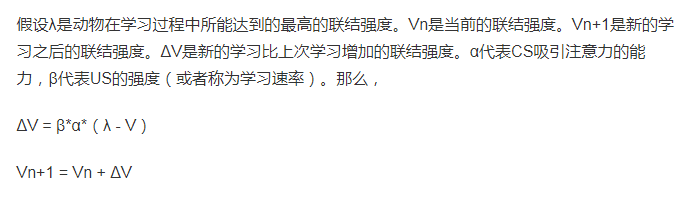 假设λ是动物在学习过程中所能达到的最高的联结强度。Vn是当前的联结强度。Vn+1是新的学
习之后的联结强度。ΔV是新的学习比上次学习增加的联结强度。α代表CS吸引注意力的能
力，β代表US的强度（或者称为学习速率）。那么，
ΔV = β*α*（λ - V）
Vn+1 = Vn + ΔV